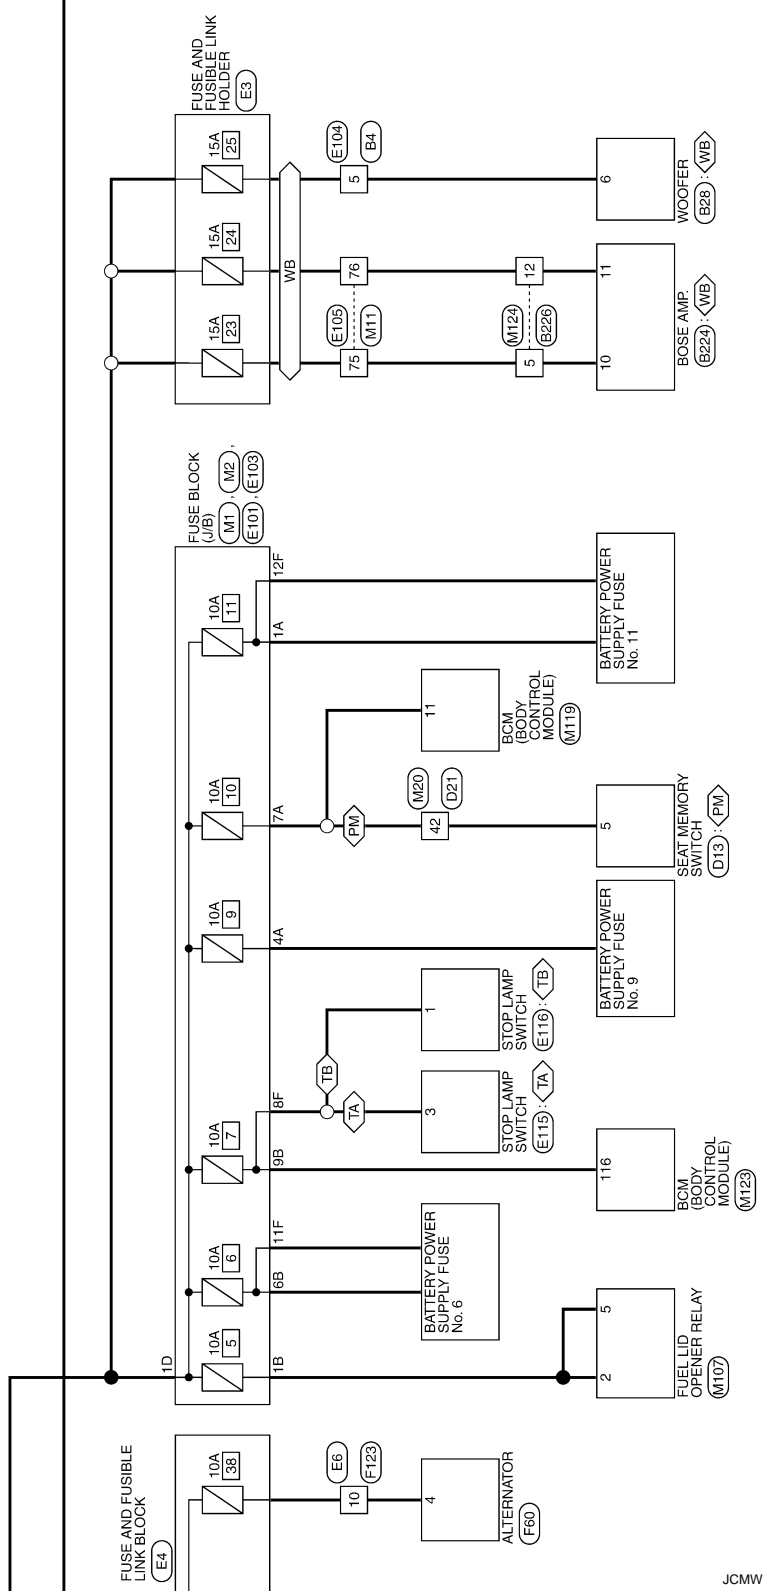 FUSE AND
FUSIBLE LINK
HOLDER
E3
15A
25
15A
24
15A
23
WB
E104
B4
5
76
E105
M11
75
12
M124
B226
5
6
WOOFER
B28 : WB
11
10
BOSE AMP.
B224 : WB
FUSE BLOCK
(J/B)
M1 , M2 ,
E101 , E103
10A
11
12F
1A
BATTERY POWER
SUPPLY FUSE
No. 11
10A
10
7A
11
BCM
(BODY
CONTROL
MODULE)
M119
PM
M20
D21
42
5
SEAT MEMORY
SWITCH
D13 : PM
10A
9
4A
BATTERY POWER
SUPPLY FUSE
No. 9
10A
7
8F
9B
TB
TA
1
STOP LAMP
SWITCH
E116 : TB
3
STOP LAMP
SWITCH
E115 : TA
116
BCM
(BODY
CONTROL
MODULE)
M123
10A
6
11F
6B
BATTERY POWER
SUPPLY FUSE
No. 6
10A
5
1D
1B
5
2
FUEL LID
OPENER RELAY
M107
FUSE AND FUSIBLE
LINK BLOCK
E4
10A
38
E6
F123
10
4
ALTERNATOR
F60
JCMW